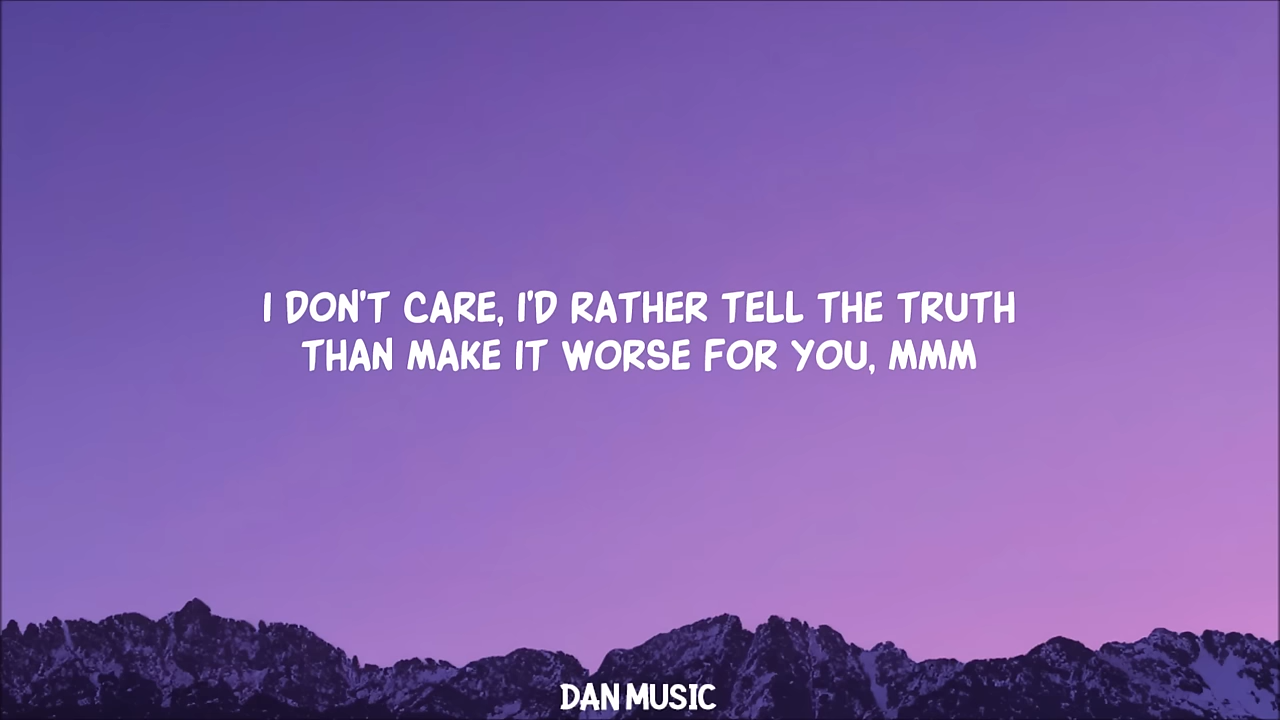 I DON'T CARE, I'D RATHER TELL THE TRUTH
THAN MAKE IT WORSE FOR YOU, MMM
DAN MUSIC